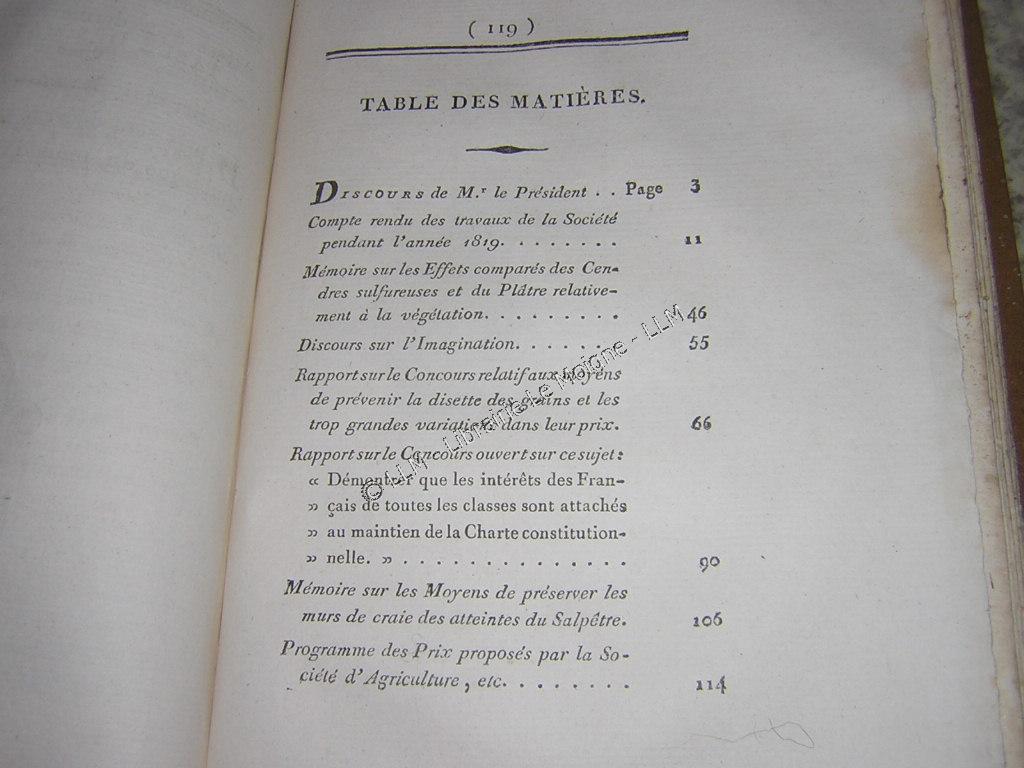 ( 119 )
TABLE DES MATIÈRES.
DISCOURS de M.r le Président . . Page 3
Compte rendu des travaux de la Société
pendant l'année 1819. . . . . . . . 11
Mémoire sur les Effets comparés des Cen-
dres sulfureuses et du Plâtre relative-
ment à la végétation. . . . . . . . . 46
Discours sur l'Imagination. . . . . . . 55
Rapport sur le Concours relatif aux Moyens
de prévenir la disette des grains et les
trop grandes variations dans leur prix. 66
Rapport sur le Concours ouvert sur ce sujet :
« Démontrer que les intérêts des Fran-
» çais de toutes les classes sont attachés
» au maintien de la Charte constitution-
» nelle. » . . . . . . . . . . . . . . 90
Mémoire sur les Moyens de préserver les
murs de craie des atteintes du Salpêtre. 106
Programme des Prix proposés par la So-
ciété d'Agriculture, etc. . . . . . . . 114
© LLM - Librairie Le Moione - LLM